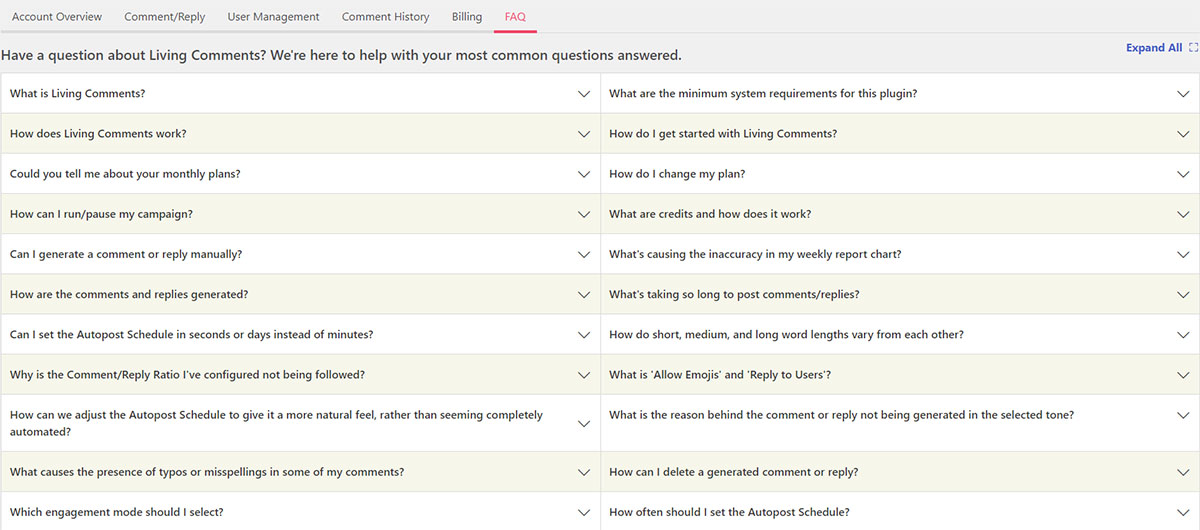 Account Overview
Comment/Reply
User Management
Comment History
Billing
FAQ
Have a question about Living Comments? We're here to help with your most common questions answered.
Expand All
What is Living Comments?
What are the minimum system requirements for this plugin?
How does Living Comments work?
How do I get started with Living Comments?
Could you tell me about your monthly plans?
How do I change my plan?
How can I run/pause my campaign?
What are credits and how does it work?
Can I generate a comment or reply manually?
What's causing the inaccuracy in my weekly report chart?
How are the comments and replies generated?
What's taking so long to post comments/replies?
Can I set the Autopost Schedule in seconds or days instead of minutes?
How do short, medium, and long word lengths vary from each other?
Why is the Comment/Reply Ratio I've configured not being followed?
What is 'Allow Emojis' and 'Reply to Users'?
How can we adjust the Autopost Schedule to give it a more natural feel, rather than seeming completely
automated?
What is the reason behind the comment or reply not being generated in the selected tone?
What causes the presence of typos or misspellings in some of my comments?
How can I delete a generated comment or reply?
Which engagement mode should I select?
How often should I set the Autopost Schedule?